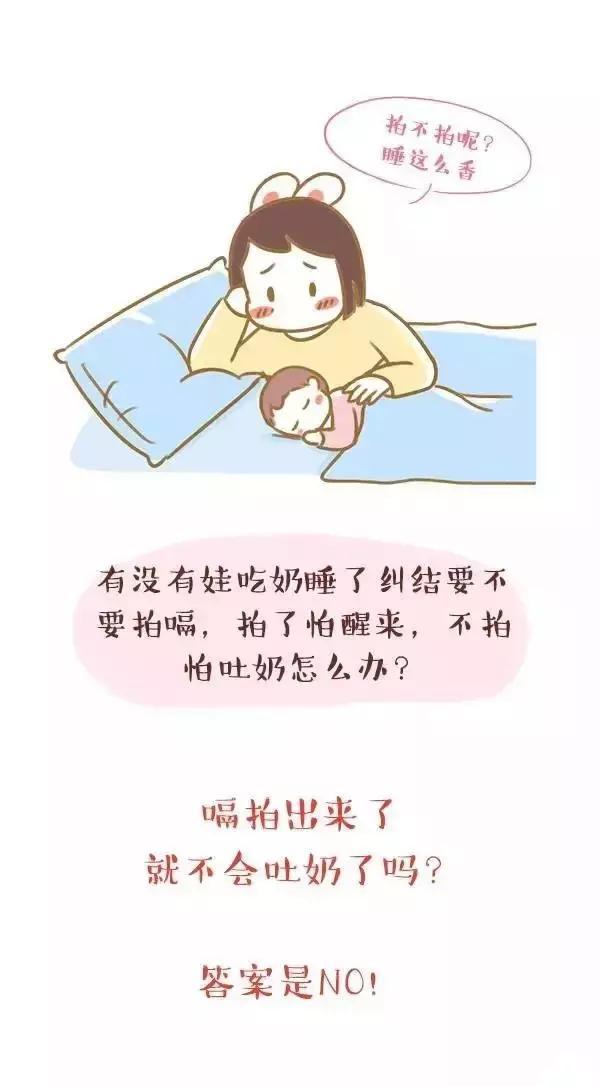 拍不拍呢?
睡这么香
有没有娃吃奶睡了纠结要不
要拍嗝，拍了怕醒来，不拍
怕吐奶怎么办?
嗝拍出来了
就不会吐奶了吗?
答案是NO!